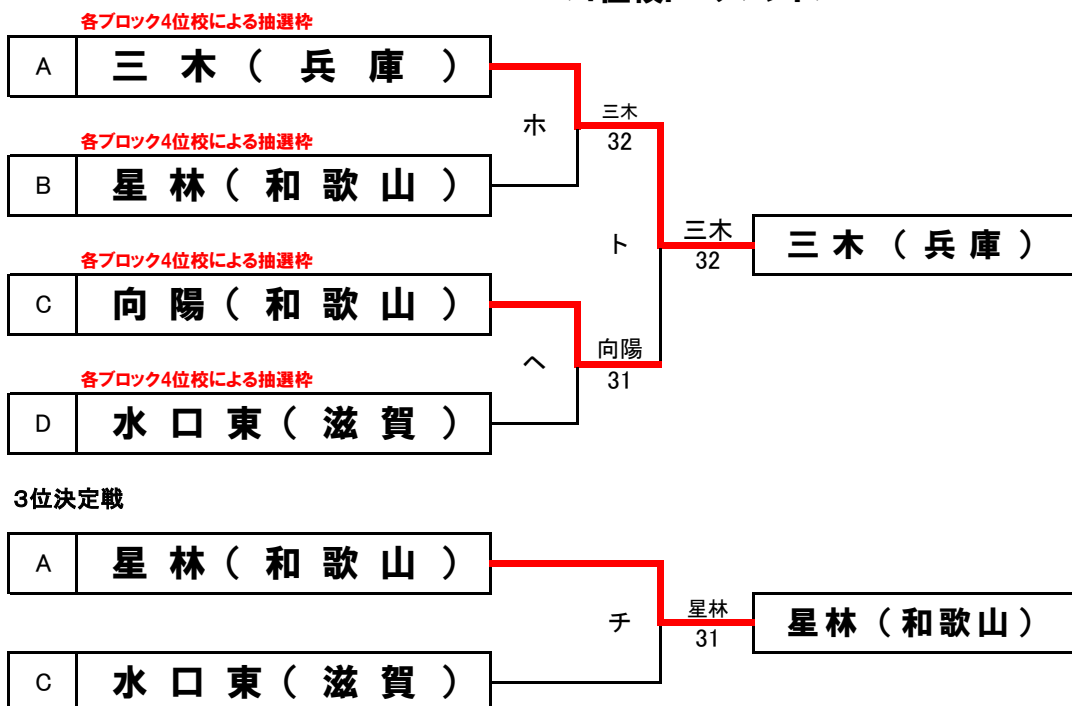 各ブロック4位校による抽選枠
A 三木(兵庫)
ホ
三木
32
各ブロック4位校による抽選枠
B 星林(和歌山)
ト
三木
32
三木(兵庫)
各ブロック4位校による抽選枠
C 向陽(和歌山)
ヘ
向陽
31
各ブロック4位校による抽選枠
D 水口東(滋賀)
3位決定戦
A 星林(和歌山)
チ
星林
31
星林(和歌山)
C 水口東(滋賀)